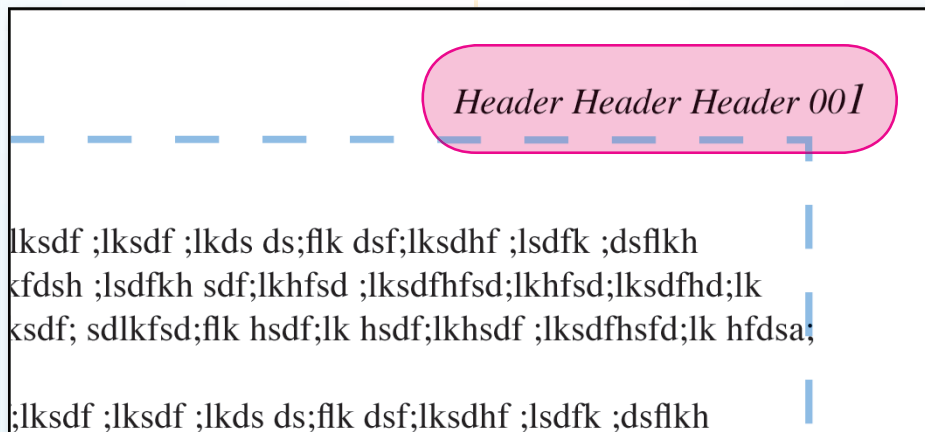 Header Header Header 001
lksdf ;lksdf ;lkds ds;flk dsf;lksdhf ;lsdfk ;dsflkh
kfdsh ;lsdfkh sdf;lkhfsd ;lksdfhfsd;lkhfsd;lksdfhd;lk
ksdf; sdlkfsd;flk hsdf;lk hsdf;lkhsdf ;lksdfhsfd;lk hfdsa;
;lksdf ;lksdf ;lkds ds;flk dsf;lksdhf ;lsdfk ;dsflkh